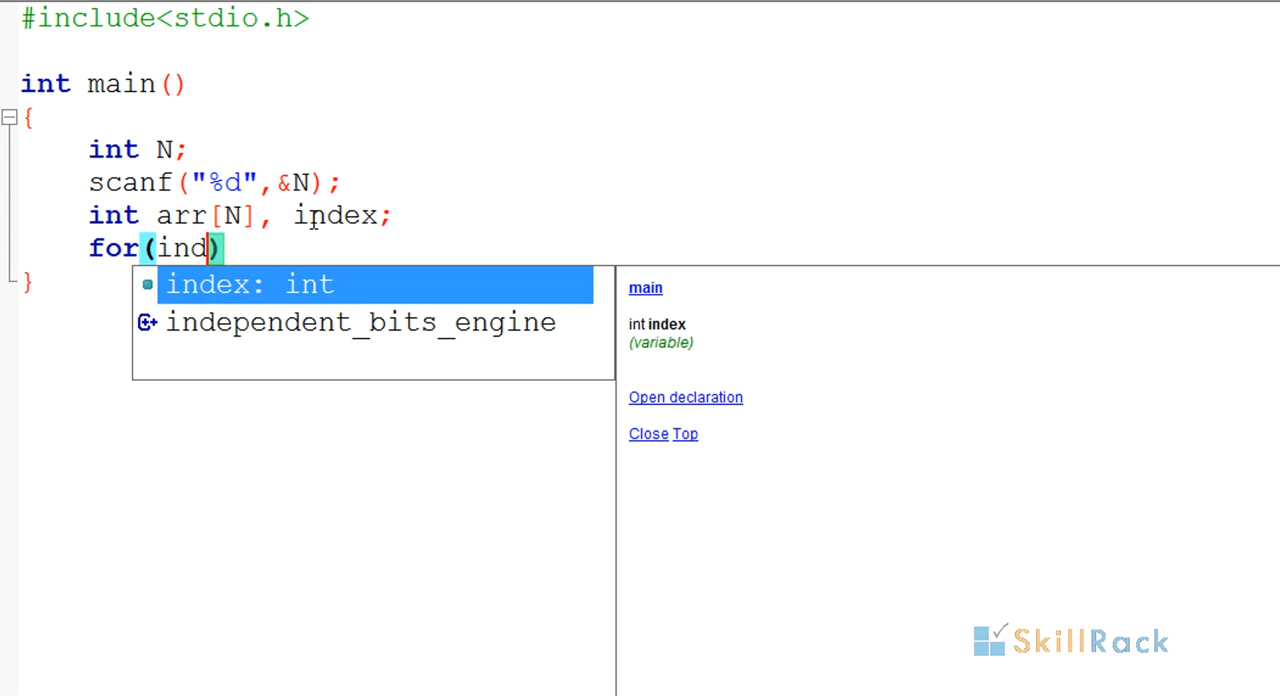 #include<stdio.h>
int main()
{
int N;
scanf("%d",&N);
int arr[N], index;
for(ind)
}
index: int
independent_bits_engine
main
int index
(variable)
Open declaration
Close Top
SkillRack